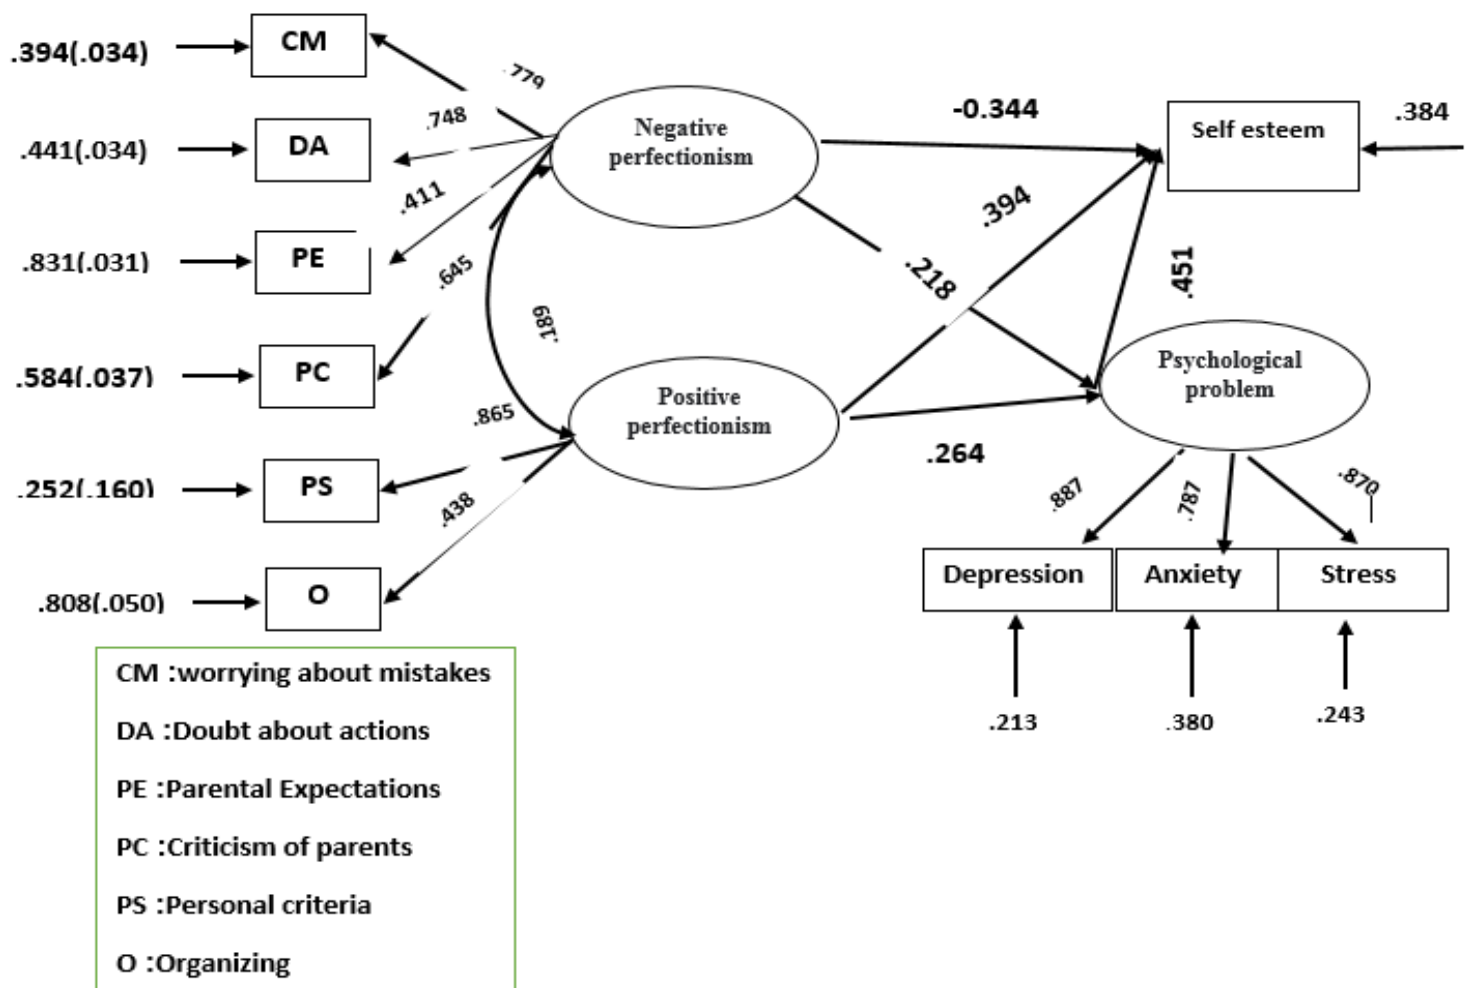 .394(.034)
CM
.779
.441(.034)
DA
.748
.831(.031)
PE
.411
.584(.037)
PC
.645
.252(.160)
PS
.865
.808(.050)
O
.438
.189
Negative
perfectionism
Positive
perfectionism
-0.344
.394
.218
.264
.451
Self esteem
.384
Psychological
problem
.887
.787
.870
Depression
Anxiety
Stress
.213
.380
.243
CM :worrying about mistakes
DA :Doubt about actions
PE :Parental Expectations
PC :Criticism of parents
PS :Personal criteria
O :Organizing